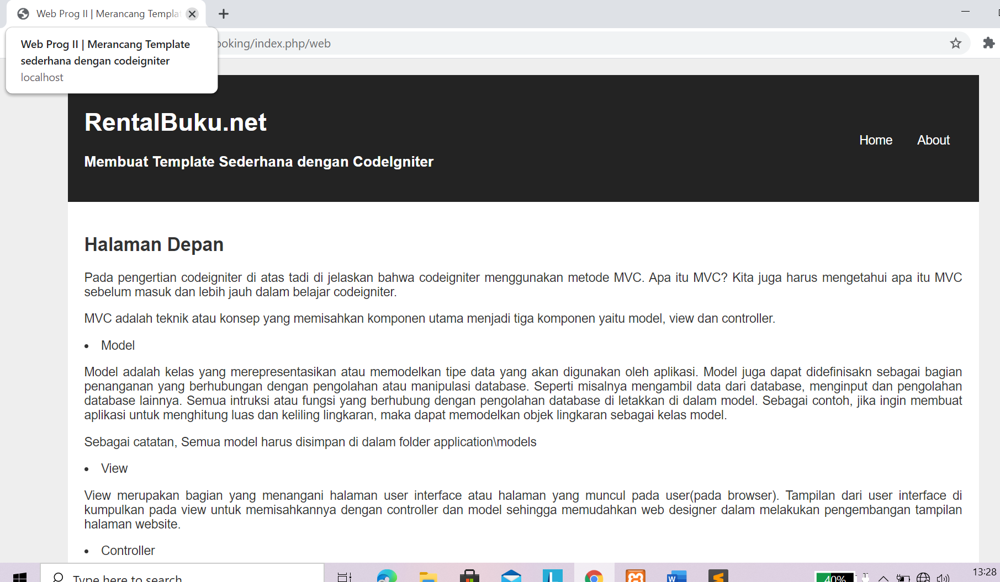 Web Prog II | Merancang Templat
Web Prog II | Merancang Template
sederhana dengan codeigniter
localhost
ooking/index.php/web
RentalBuku.net
Home About
Membuat Template Sederhana dengan CodeIgniter
Halaman Depan
Pada pengertian codeigniter di atas tadi di jelaskan bahwa codeigniter menggunakan metode MVC. Apa itu MVC? Kita juga harus mengetahui apa itu MVC
sebelum masuk dan lebih jauh dalam belajar codeigniter.
MVC adalah teknik atau konsep yang memisahkan komponen utama menjadi tiga komponen yaitu model, view dan controller.
• Model
Model adalah kelas yang merepresentasikan atau memodelkan tipe data yang akan digunakan oleh aplikasi. Model juga dapat didefinisakn sebagai bagian
penanganan yang berhubungan dengan pengolahan atau manipulasi database. Seperti misalnya mengambil data dari database, menginput dan pengolahan
database lainnya. Semua intruksi atau fungsi yang berhubung dengan pengolahan database di letakkan di dalam model. Sebagai contoh, jika ingin membuat
aplikasi untuk menghitung luas dan keliling lingkaran, maka dapat memodelkan objek lingkaran sebagai kelas model.
Sebagai catatan, Semua model harus disimpan di dalam folder application\models
• View
View merupakan bagian yang menangani halaman user interface atau halaman yang muncul pada user(pada browser). Tampilan dari user interface di
kumpulkan pada view untuk memisahkannya dengan controller dan model sehingga memudahkan web designer dalam melakukan pengembangan tampilan
halaman website.
• Controller
Type here to search
40%
13:28